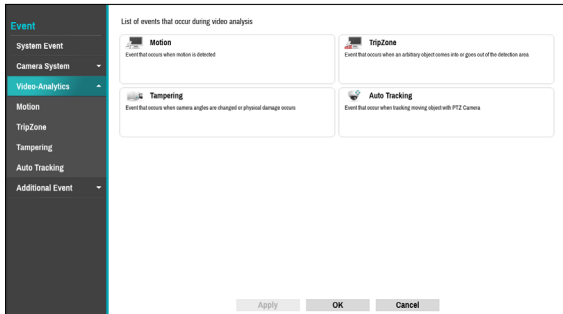 Event
System Event
Camera System
Video-Analytics
Motion
TripZone
Tampering
Auto Tracking
Additional Event
List of events that occur during video analysis
Motion
Event that occurs when motion is detected
TripZone
Event that occurs when an arbitrary object comes into or goes out of the detection area
Tampering
Event that occurs when camera angles are changed or physical damage occurs
Auto Tracking
Event that occur when tracking moving object with PTZ Camera
Apply
OK
Cancel